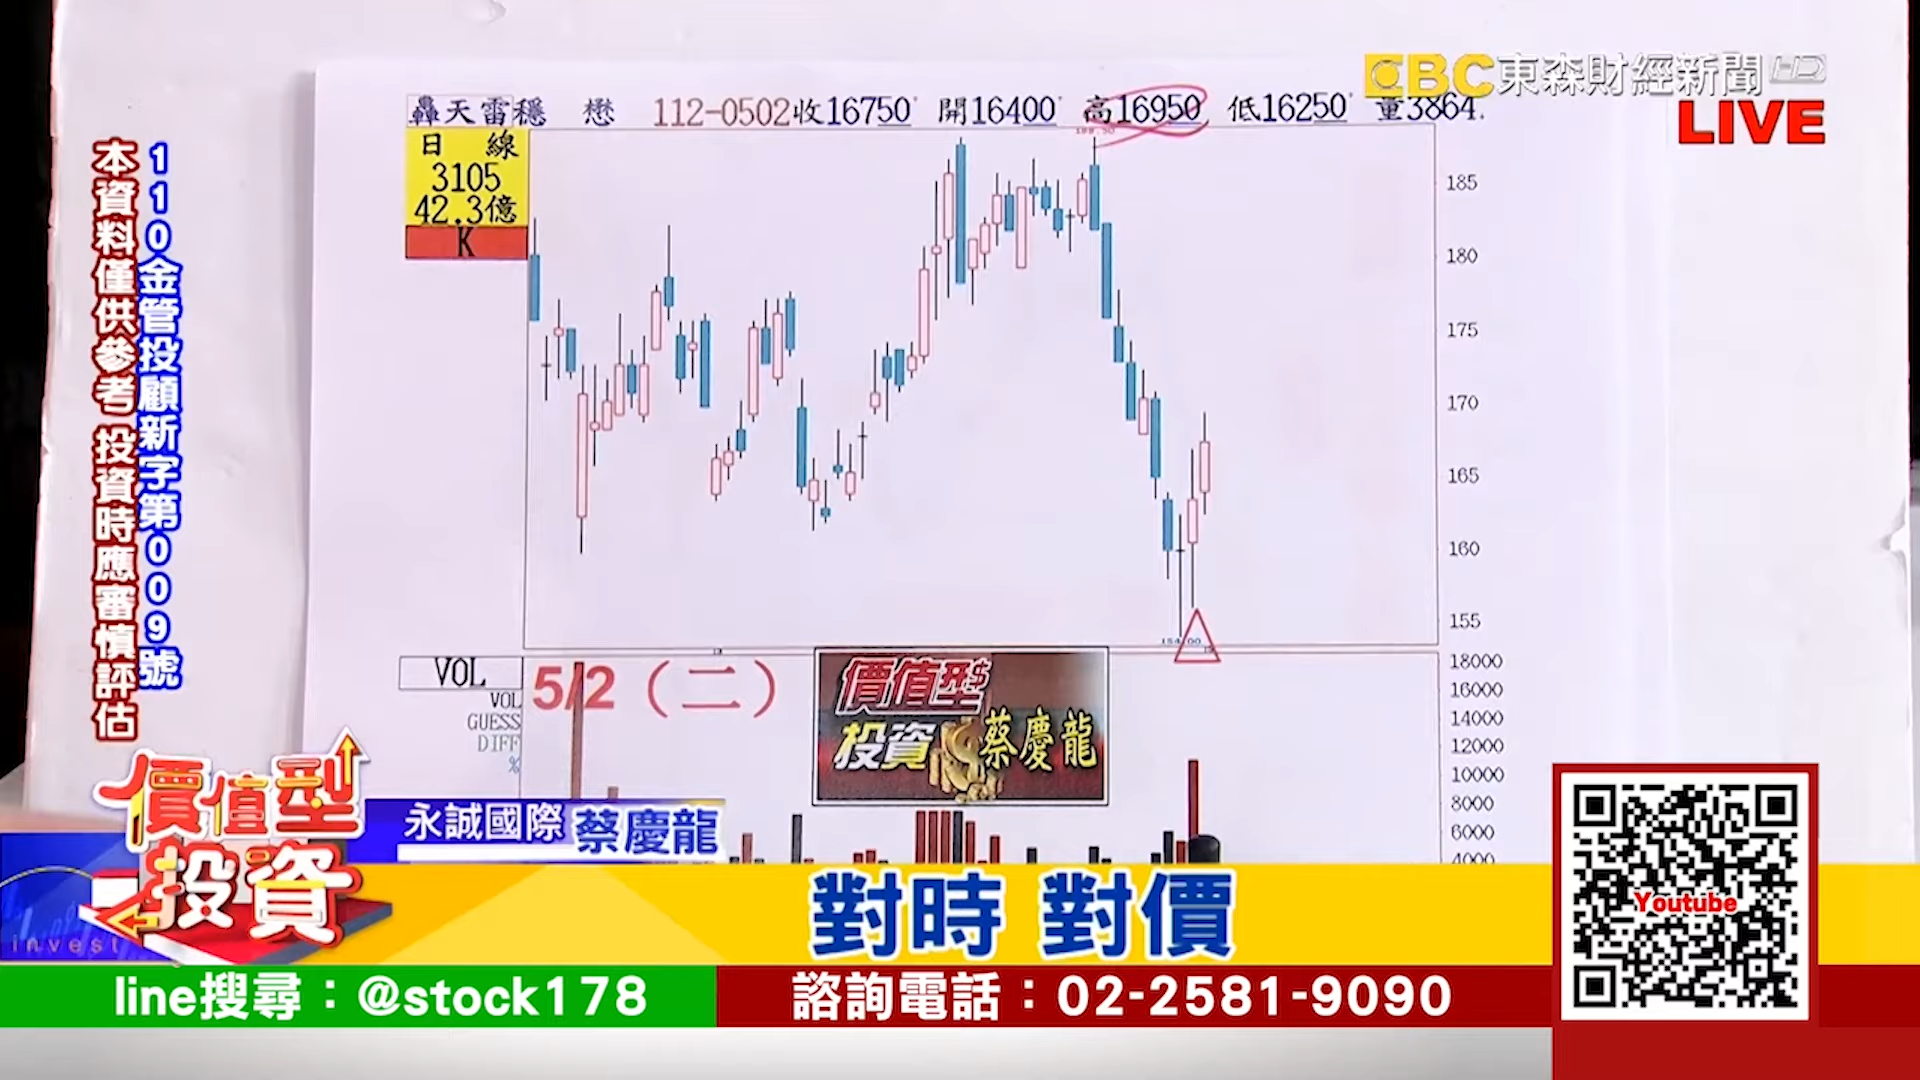 EBC東森財經新聞HD
LIVE
轟天雷穩 懋 112-0502收16750 開16400 高16950 低16250 量3864.
日 線
3105
42.3億
K
188.50
185
180
175
170
165
160
155
154.00
本資料僅供參考 投資時應審慎評估
110金管投顧新字第009號
VOL
VOL
GUESS
DIFF
%
5/2（二）
價值型
投資
蔡慶龍
18000
16000
14000
12000
10000
8000
6000
4000
價值型
投資
invest
永誠國際 蔡慶龍
對時 對價
Youtube
line搜尋：@stock178
諮詢電話：02-2581-9090